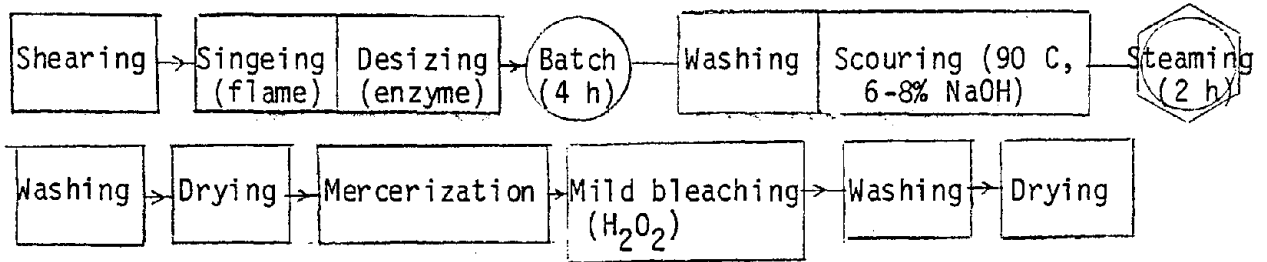 Shearing Singeing Desizing Batch Washing Scouring (90 C, Steaming
(flame) (enzyme) (4 h) 6-8% NaOH) (2 h)
Washing Drying Mercerization Mild bleaching Washing Drying
(H₂O₂)